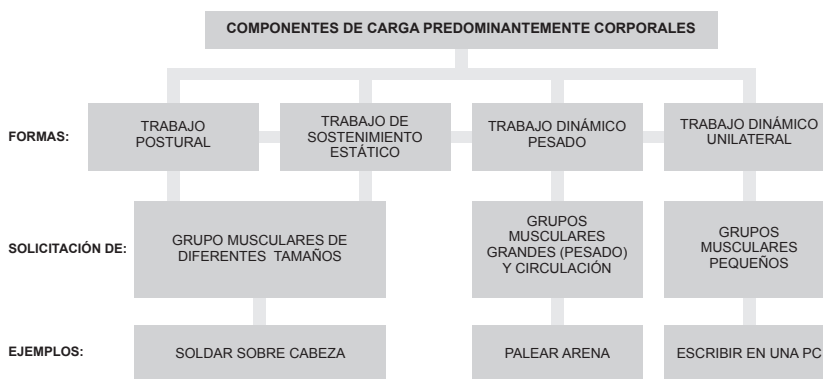 COMPONENTES DE CARGA PREDOMINANTEMENTE CORPORALES
FORMAS:
TRABAJO
POSTURAL
TRABAJO DE
SOSTENIMIENTO
ESTÁTICO
TRABAJO DINÁMICO
PESADO
TRABAJO DINÁMICO
UNILATERAL
SOLICITACIÓN DE:
GRUPO MUSCULARES DE
DIFERENTES TAMAÑOS
GRUPOS
MUSCULARES
GRANDES (PESADO)
Y CIRCULACIÓN
GRUPOS
MUSCULARES
PEQUEÑOS
EJEMPLOS:
SOLDAR SOBRE CABEZA
PALEAR ARENA
ESCRIBIR EN UNA PC